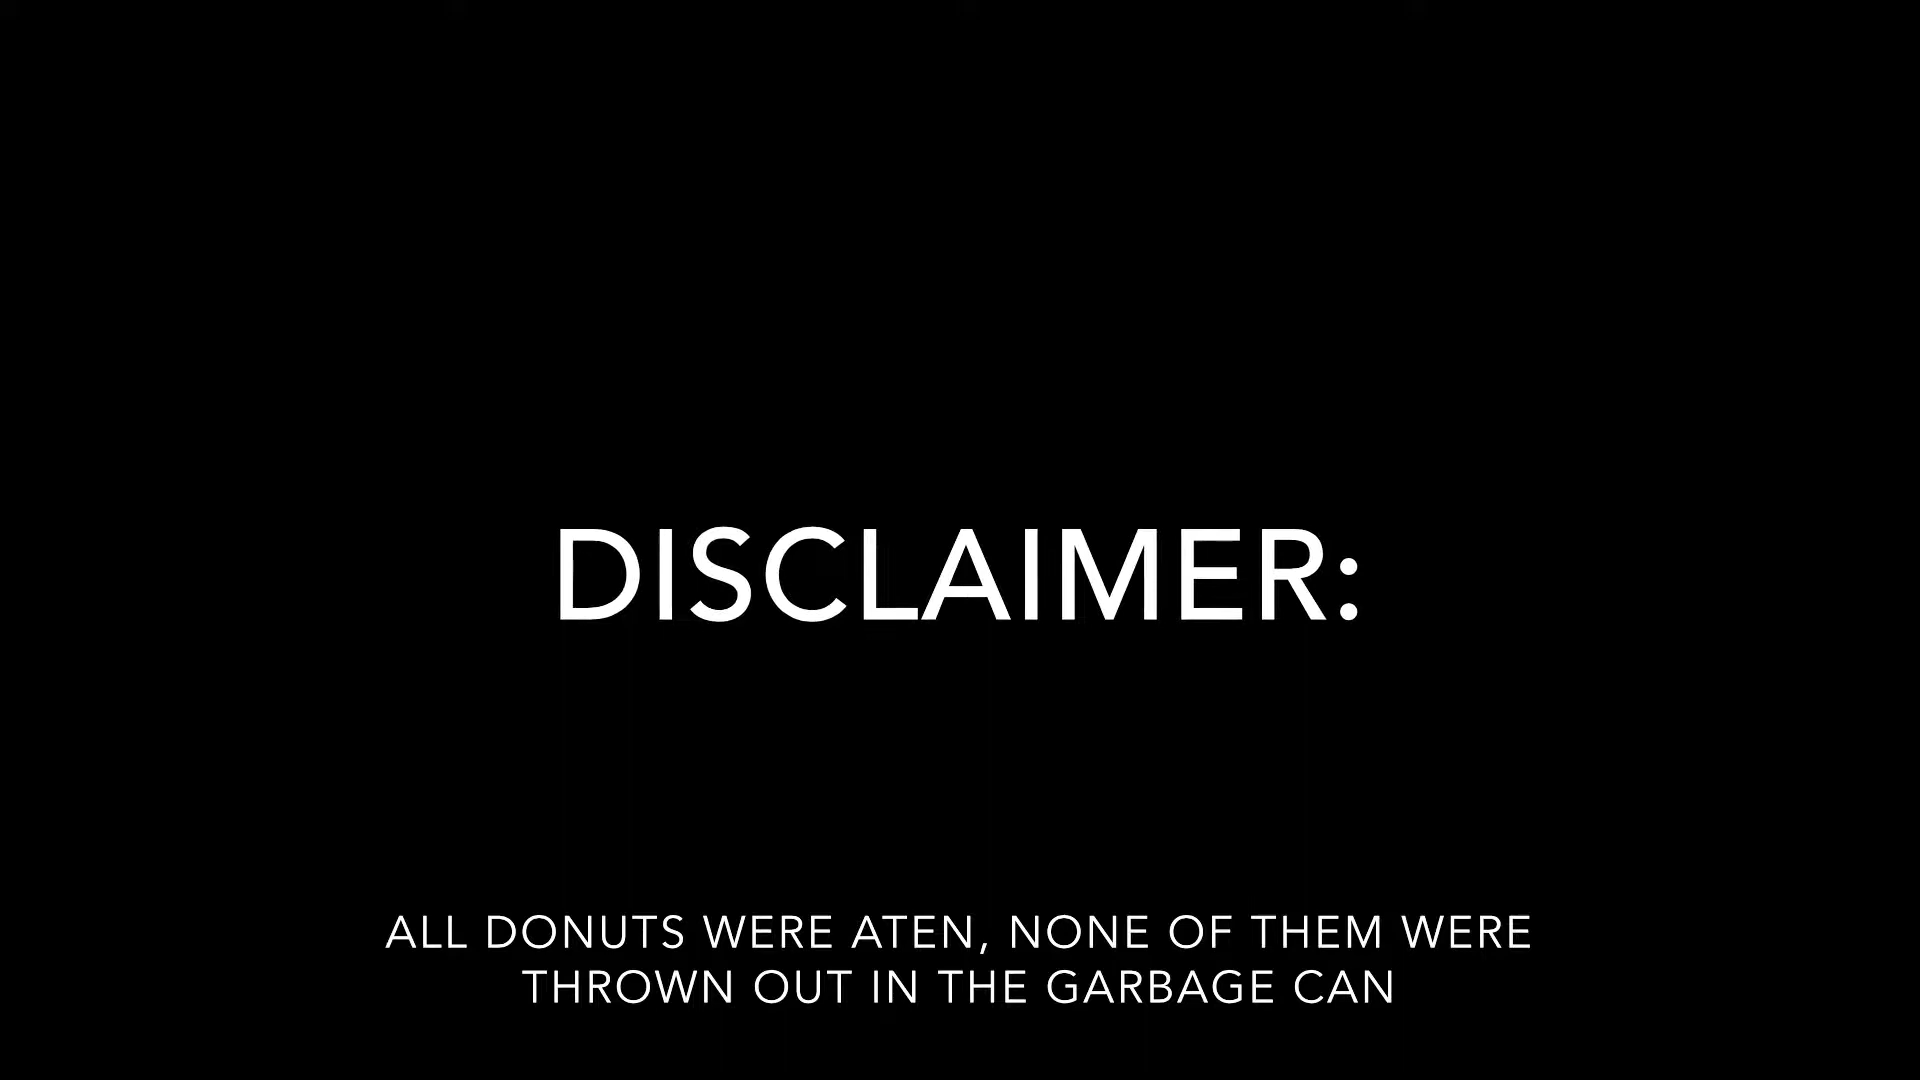 DISCLAIMER:
ALL DONUTS WERE ATEN, NONE OF THEM WERE
THROWN OUT IN THE GARBAGE CAN